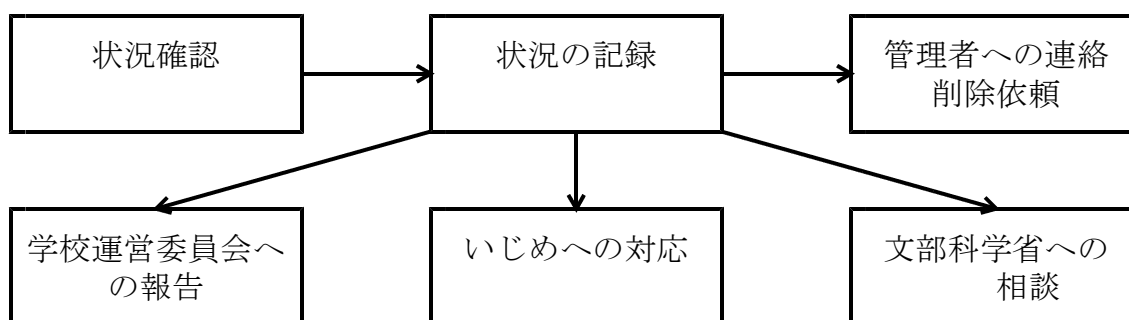 状況確認
状況の記録
管理者への連絡
削除依頼
学校運営委員会へ
の報告
いじめへの対応
文部科学省への
相談